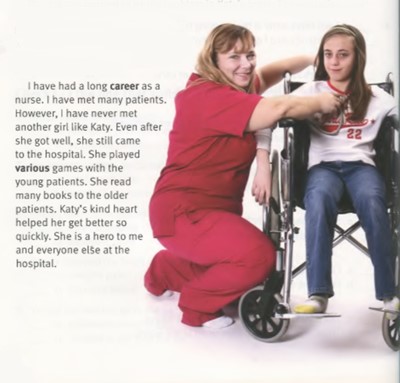 I have had a long career as a
nurse. I have met many patients.
However, I have never met
another girl like Katy. Even after
she got well, she still came
to the hospital. She played
various games with the
young patients. She read
many books to the older
patients. Katy's kind heart
helped her get better so
quickly. She is a hero to me
and everyone else at the
hospital.
22